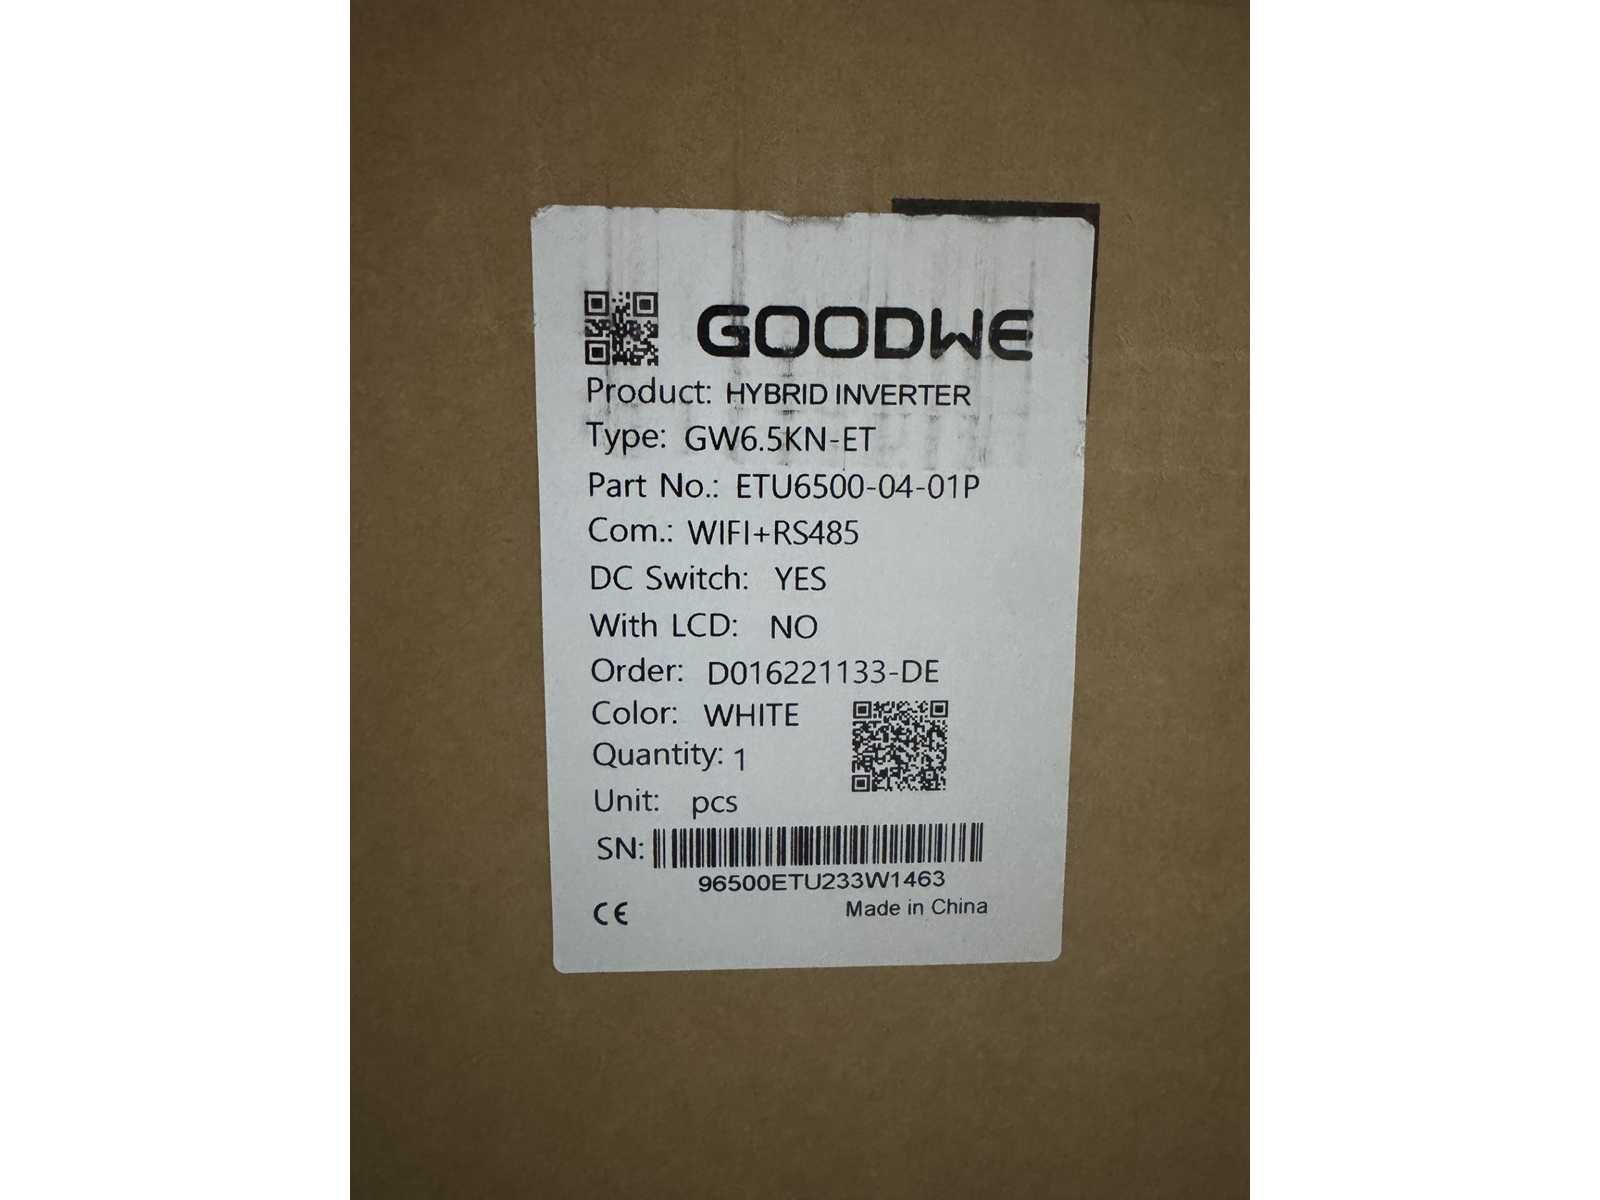 GOODWE
Product: HYBRID INVERTER
Type: GW6.5KN-ET
Part No.: ETU6500-04-01P
Com.: WIFI+RS485
DC Switch: YES
With LCD: NO
Order: D016221133-DE
Color: WHITE
Quantity: 1
Unit: pcs
SN:
96500ETU233W1463
CE Made in China